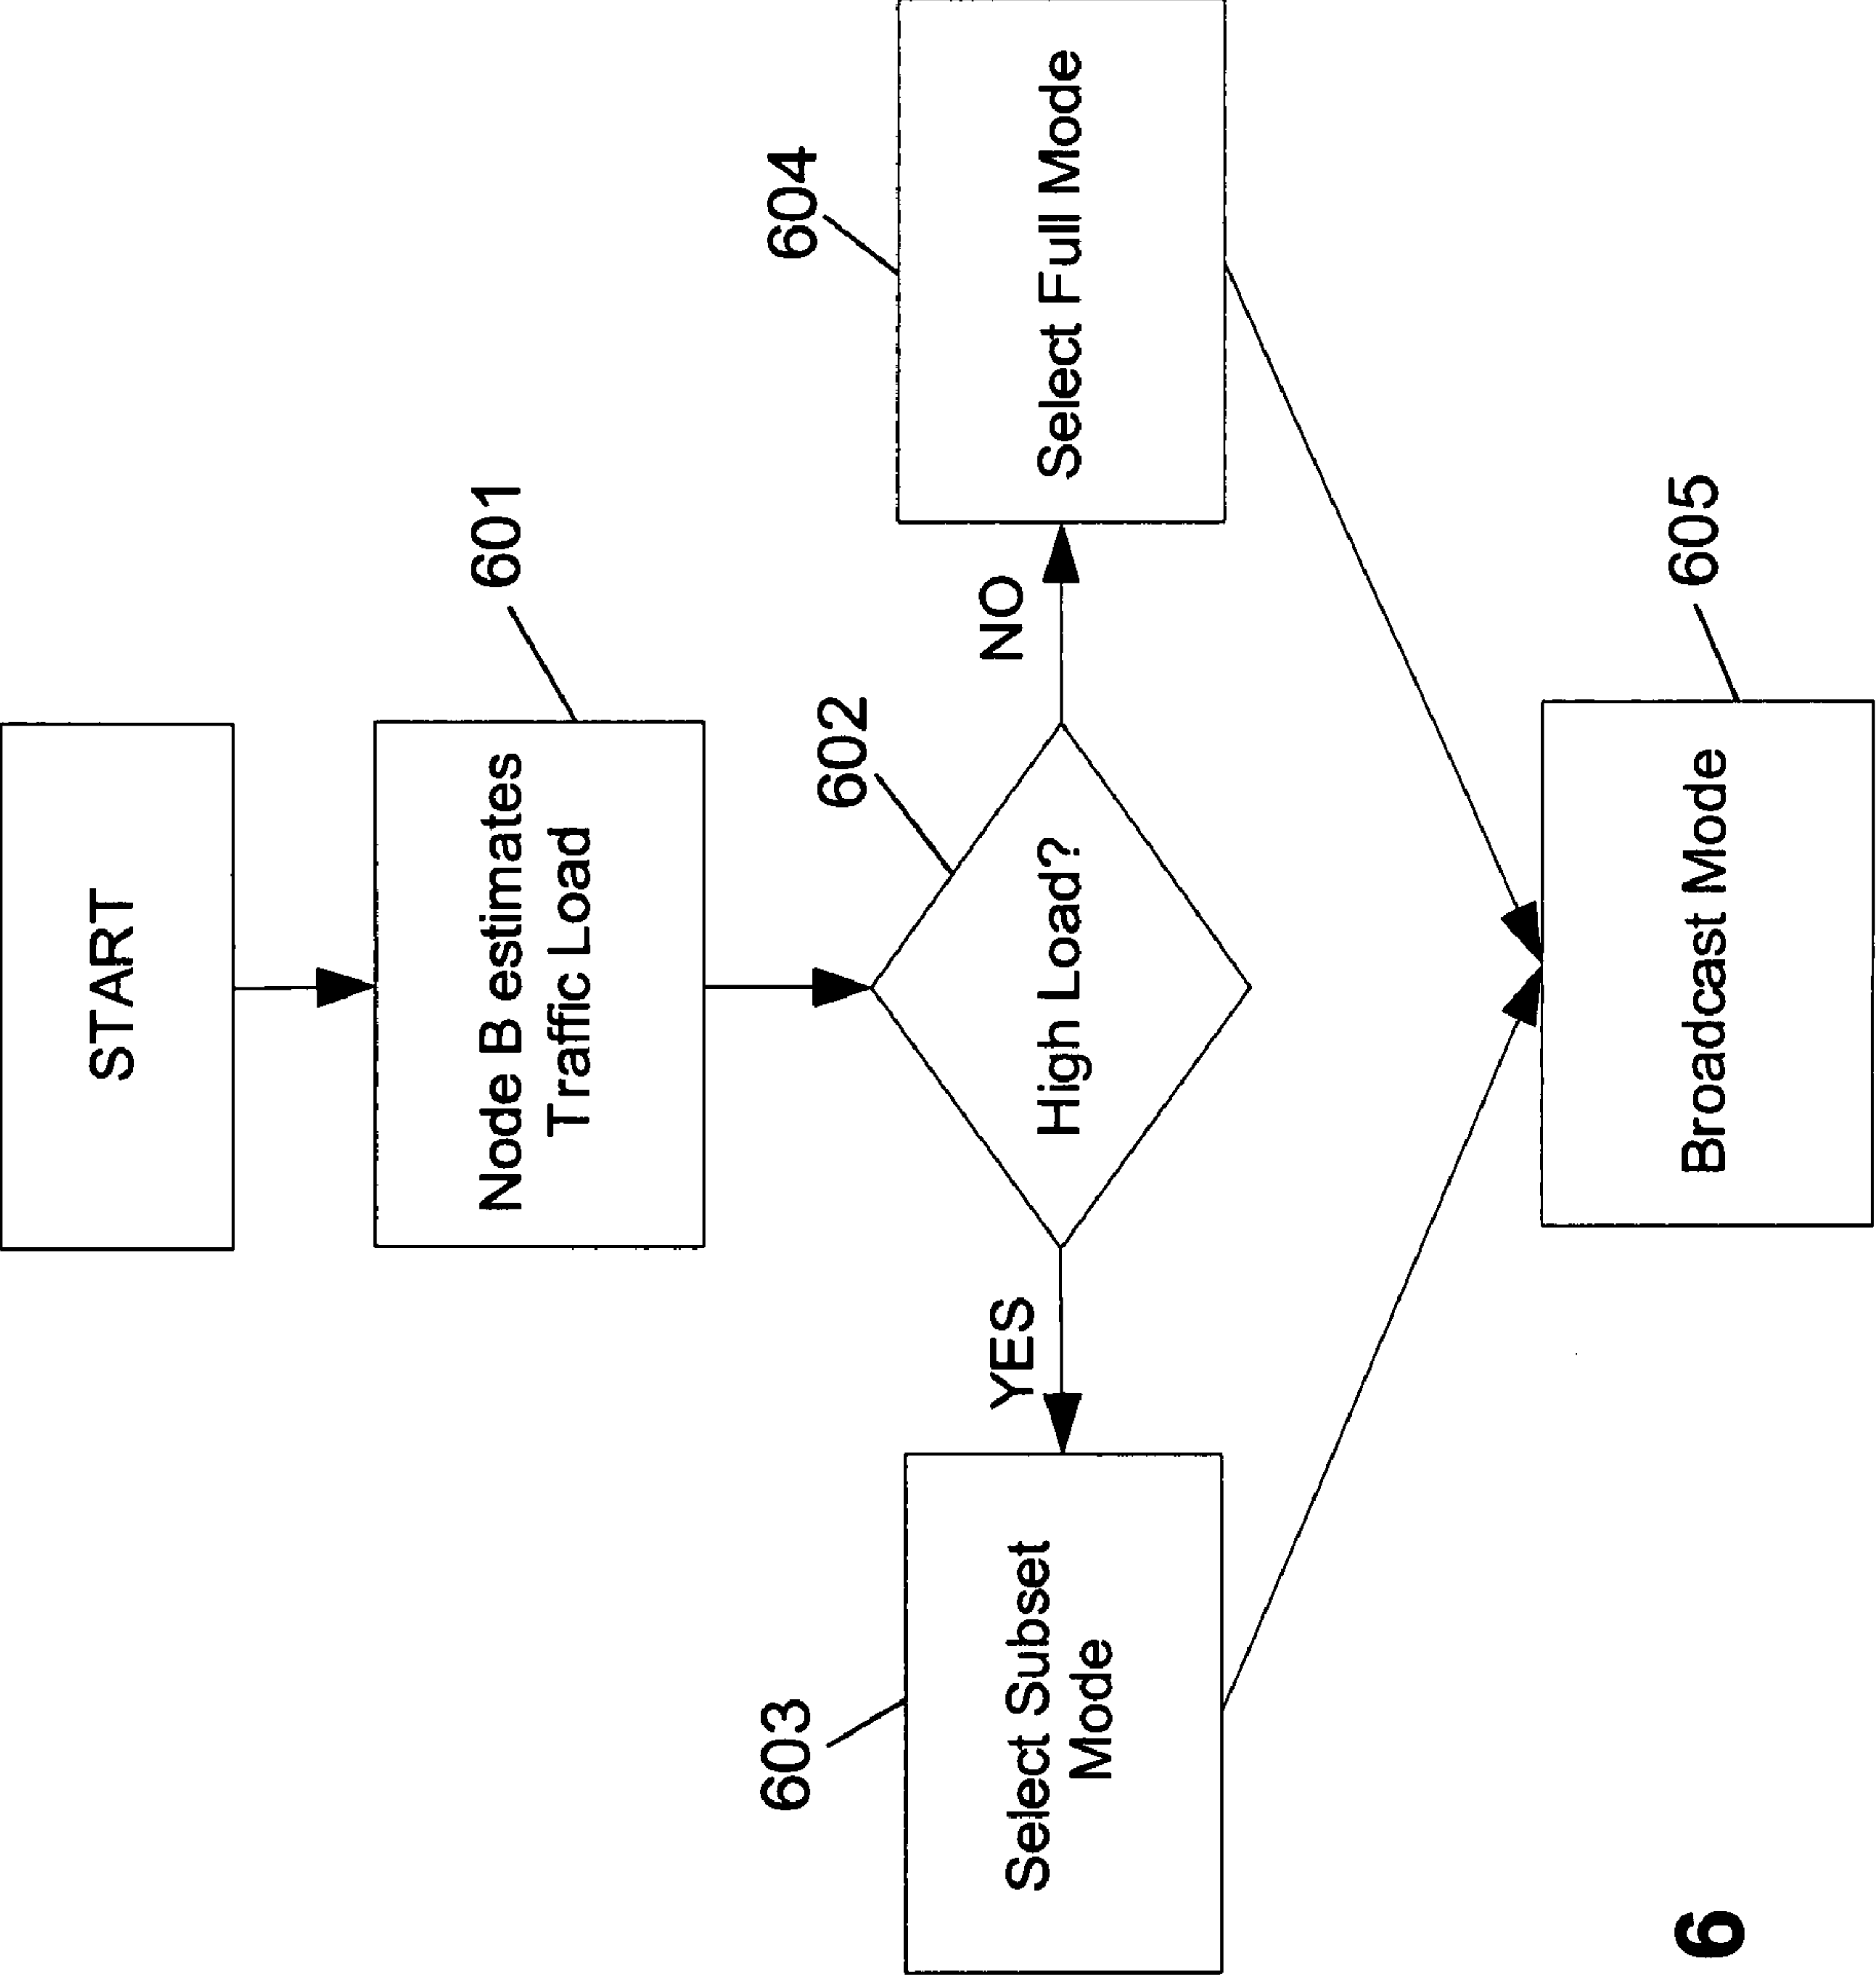 START
601
Node B estimates
Traffic Load
602
High Load?
YES
NO
603
Select Subset
Mode
604
Select Full Mode
605
Broadcast Mode
6